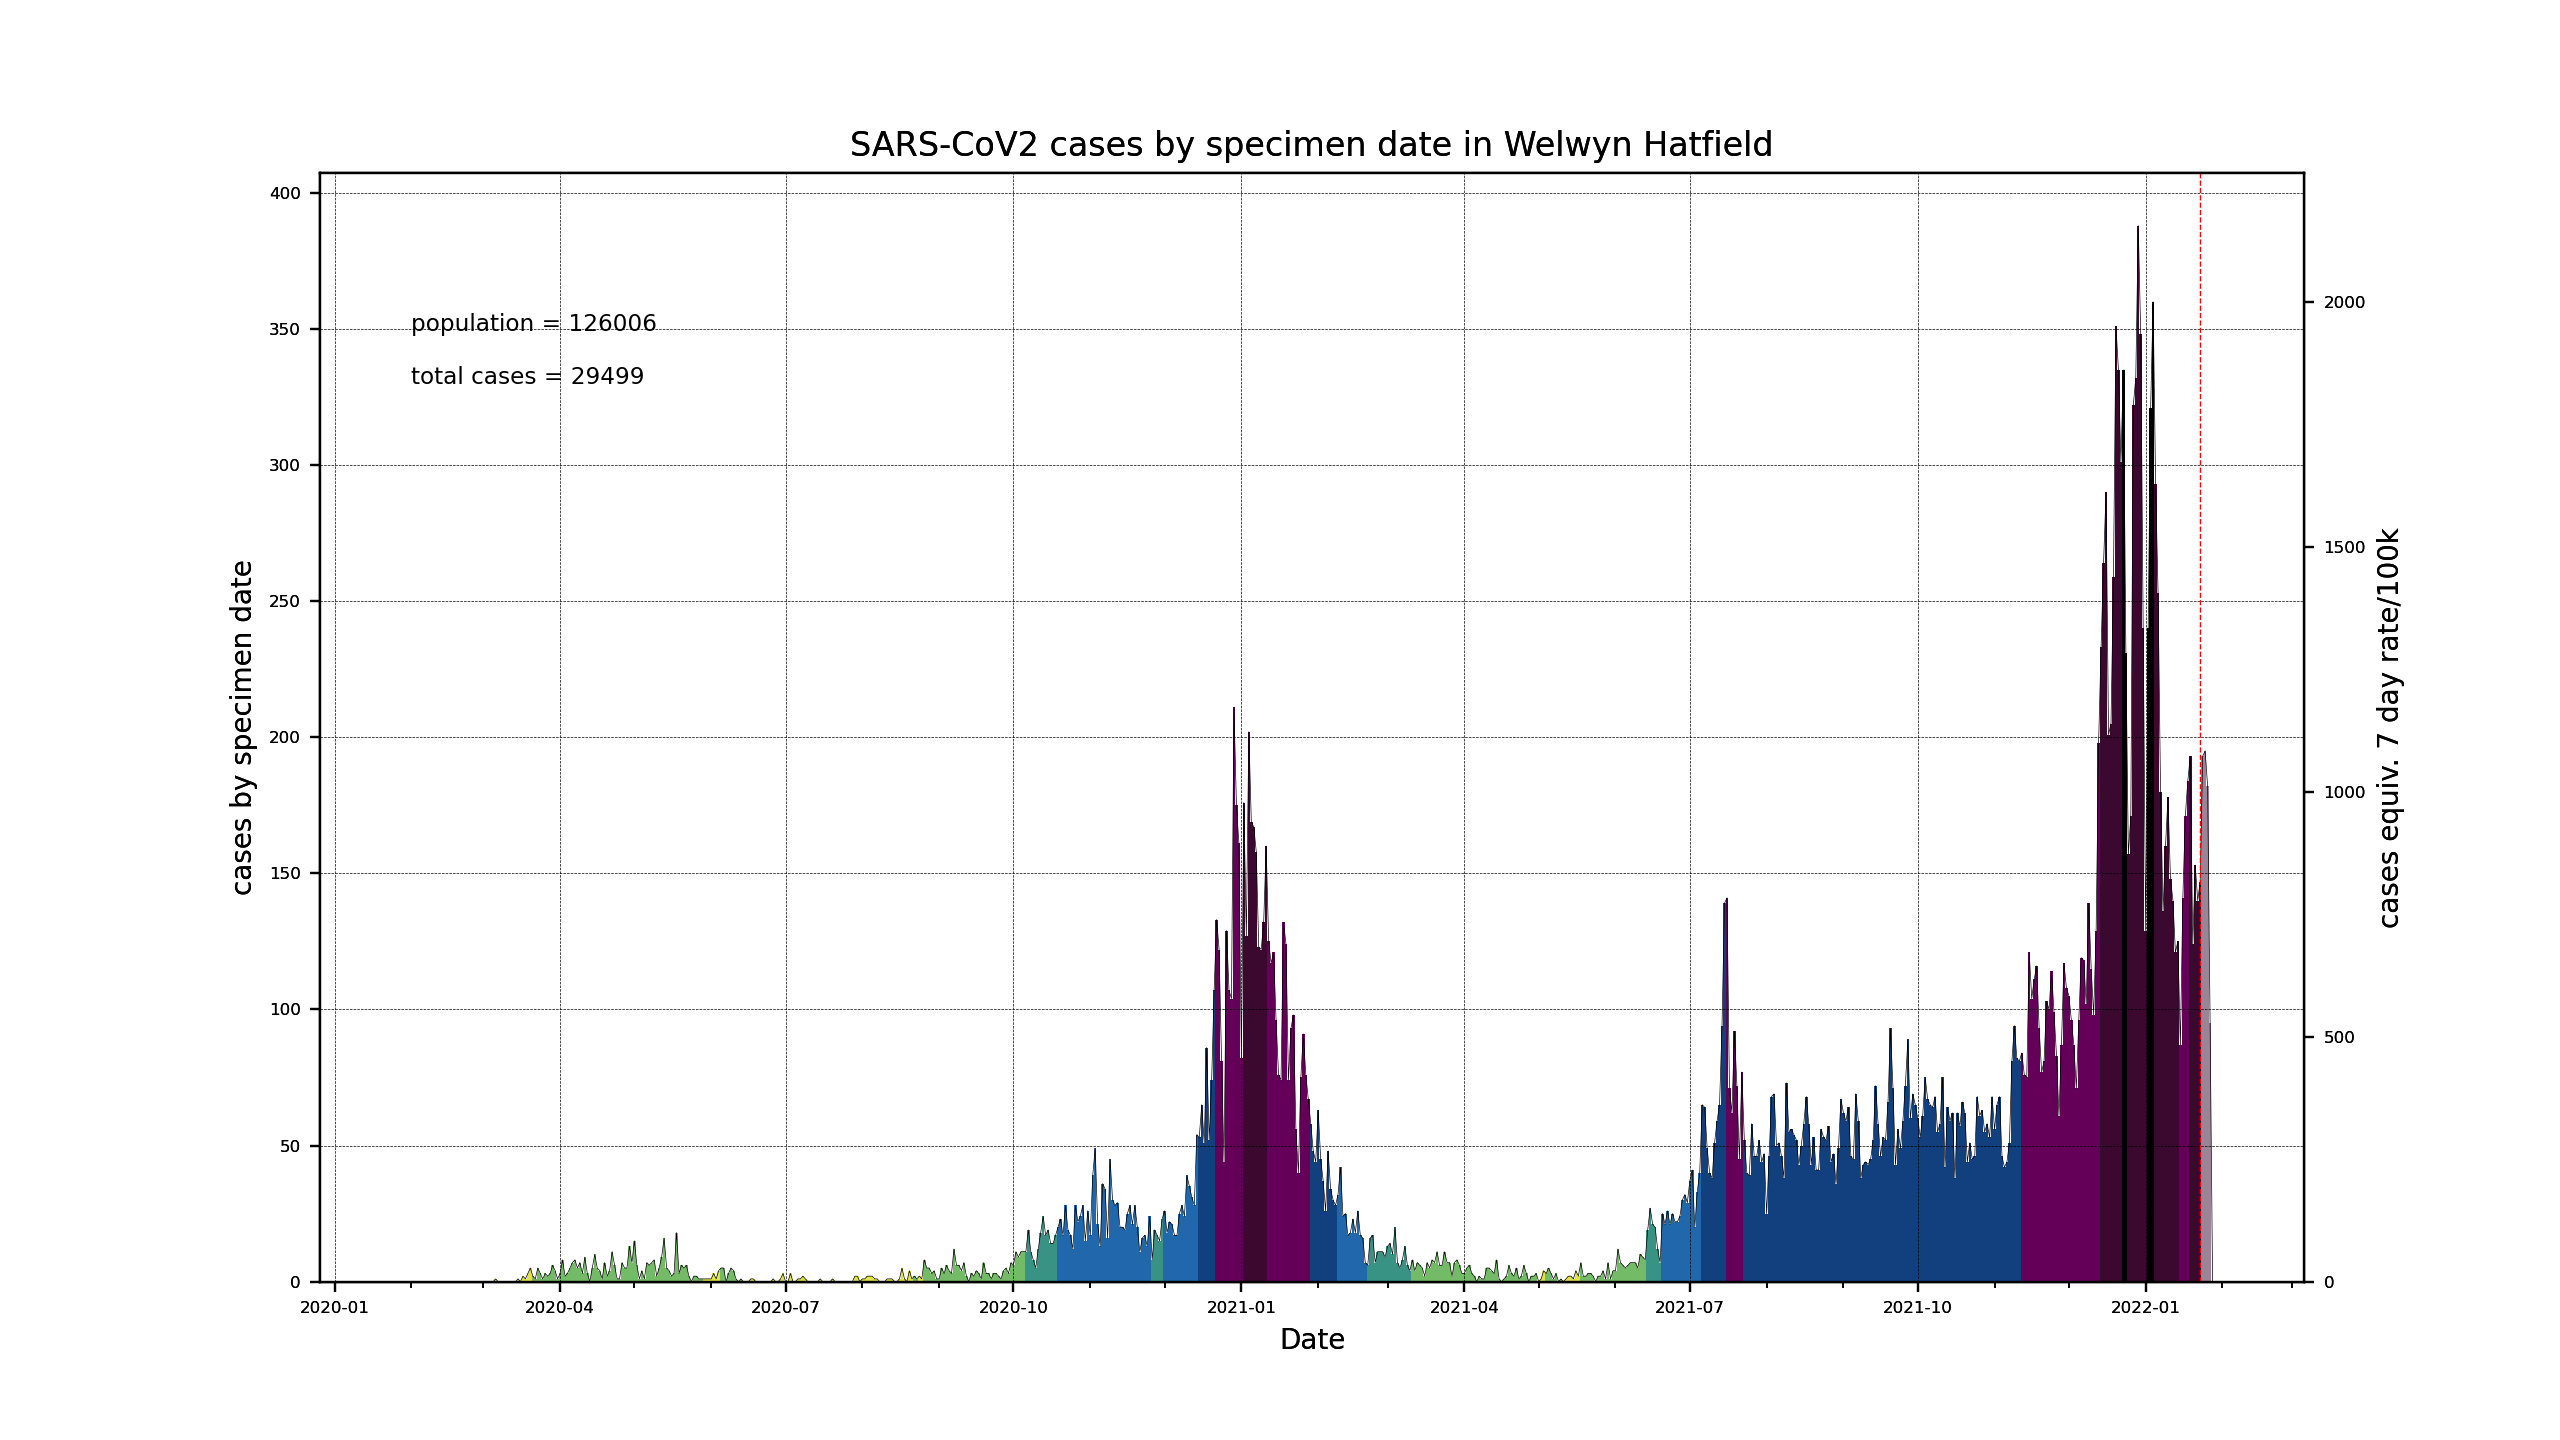 SARS-CoV2 cases by specimen date in Welwyn Hatfield
population = 126006
total cases = 29499
cases by specimen date
400
350
300
250
200
150
100
50
0
2000
1500
1000
500
0
cases equiv. 7 day rate/100k
2020-01 2020-04 2020-07 2020-10 2021-01 2021-04 2021-07 2021-10 2022-01
Date